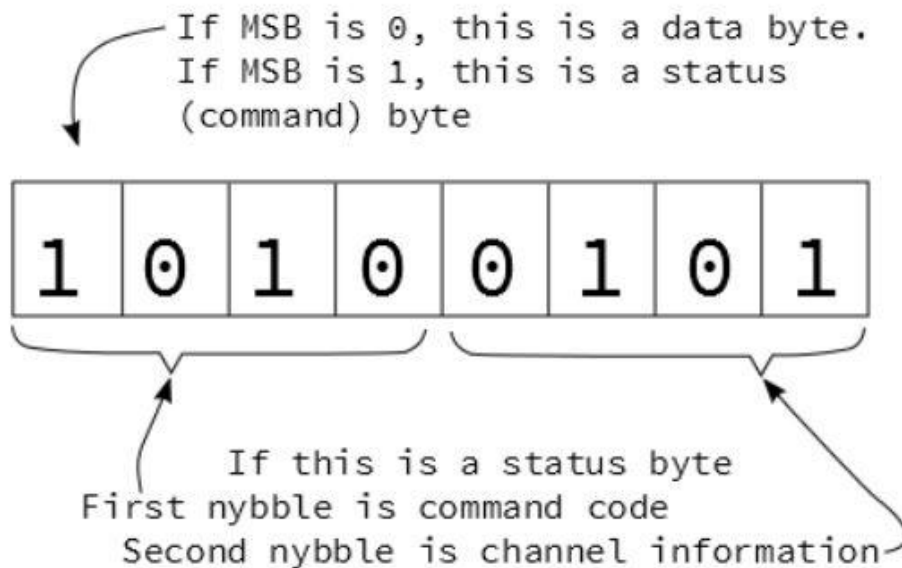 If MSB is 0, this is a data byte.
If MSB is 1, this is a status
(command) byte
1 0 1 0 0 1 0 1
If this is a status byte
First nybble is command code
Second nybble is channel information